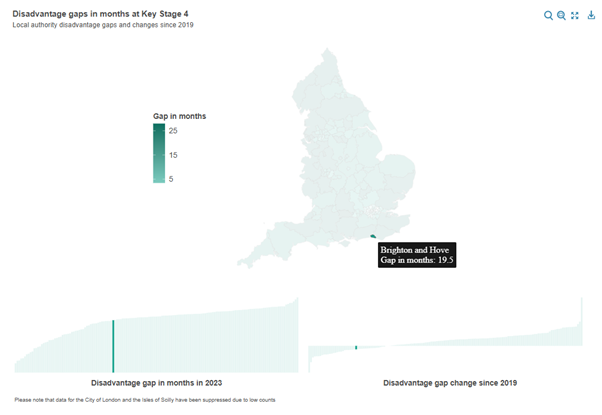 Disadvantage gaps in months at Key Stage 4
Local authority disadvantage gaps and changes since 2019
Gap in months
25
15
5
Brighton and Hove
Gap in months: 19.5
Disadvantage gap in months in 2023
Disadvantage gap change since 2019
Please note that data for the City of London and the Isles of Scilly have been suppressed due to low counts